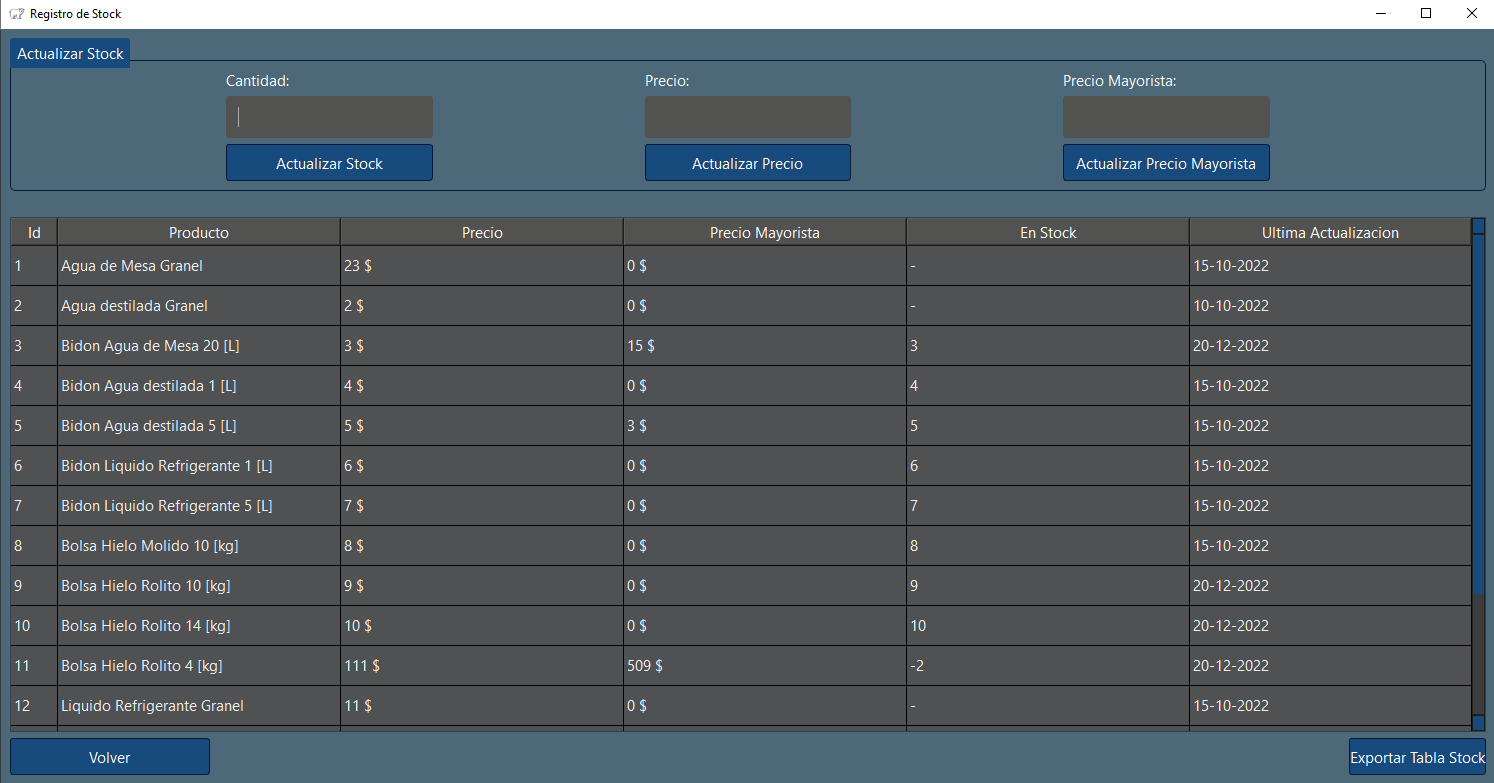 Registro de Stock
Actualizar Stock
Cantidad: Precio: Precio Mayorista:
Actualizar Stock Actualizar Precio Actualizar Precio Mayorista
Id Producto Precio Precio Mayorista En Stock Ultima Actualizacion
1 Agua de Mesa Granel 23 $ 0 $ - 15-10-2022
2 Agua destilada Granel 2 $ 0 $ - 10-10-2022
3 Bidon Agua de Mesa 20 [L] 3 $ 15 $ 3 20-12-2022
4 Bidon Agua destilada 1 [L] 4 $ 0 $ 4 15-10-2022
5 Bidon Agua destilada 5 [L] 5 $ 3 $ 5 15-10-2022
6 Bidon Liquido Refrigerante 1 [L] 6 $ 0 $ 6 15-10-2022
7 Bidon Liquido Refrigerante 5 [L] 7 $ 0 $ 7 15-10-2022
8 Bolsa Hielo Molido 10 [kg] 8 $ 0 $ 8 15-10-2022
9 Bolsa Hielo Rolito 10 [kg] 9 $ 0 $ 9 20-12-2022
10 Bolsa Hielo Rolito 14 [kg] 10 $ 0 $ 10 20-12-2022
11 Bolsa Hielo Rolito 4 [kg] 111 $ 509 $ -2 20-12-2022
12 Liquido Refrigerante Granel 11 $ 0 $ - 15-10-2022
Volver Exportar Tabla Stock